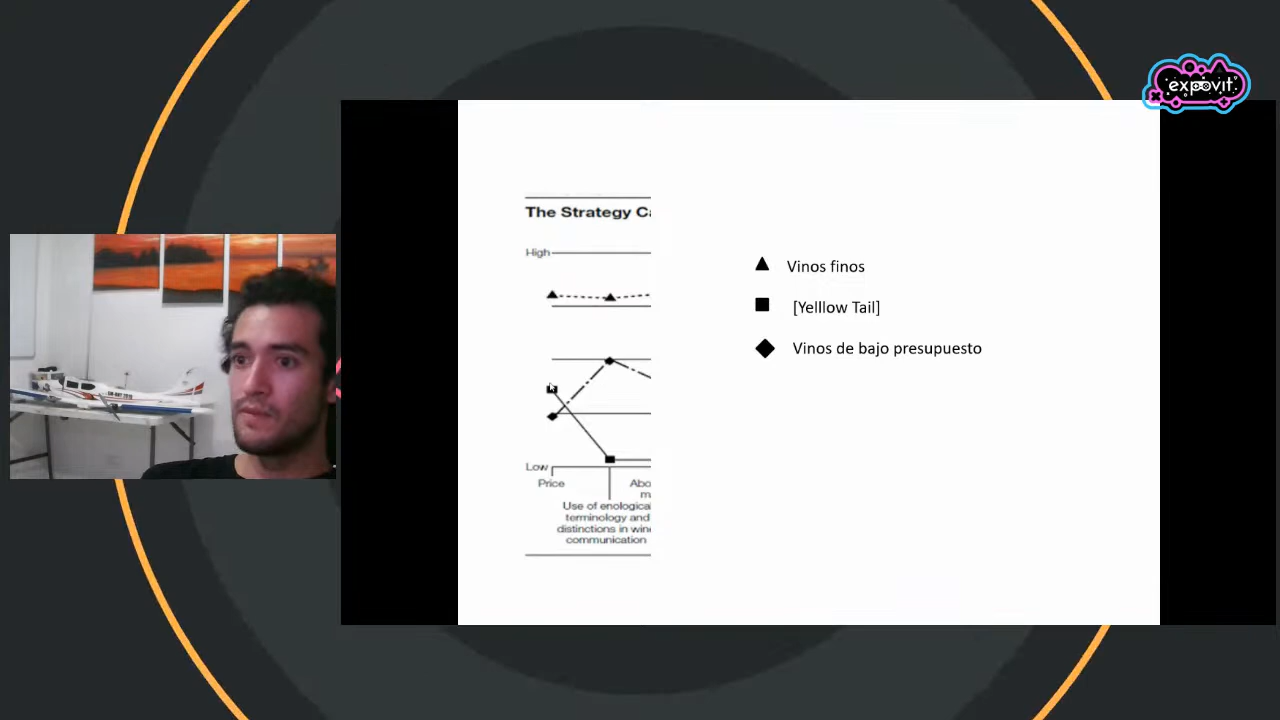 expovit
The Strategy Ca
High
Vinos finos
[Yelllow Tail]
Vinos de bajo presupuesto
Low
Price
Abo
m
Use of enological
terminology and
distinctions in wine
communication